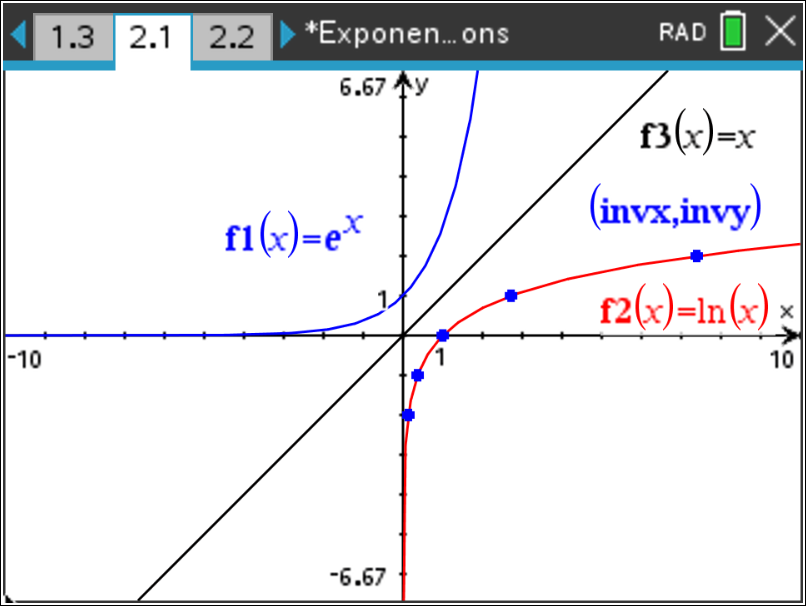 1.3 2.1 2.2 *Exponen...ons RAD
6.67 y
f3(x)=x
(invx,invy)
f1(x)=eˣ
1
f2(x)=ln(x) x
-10 1 10
-6.67